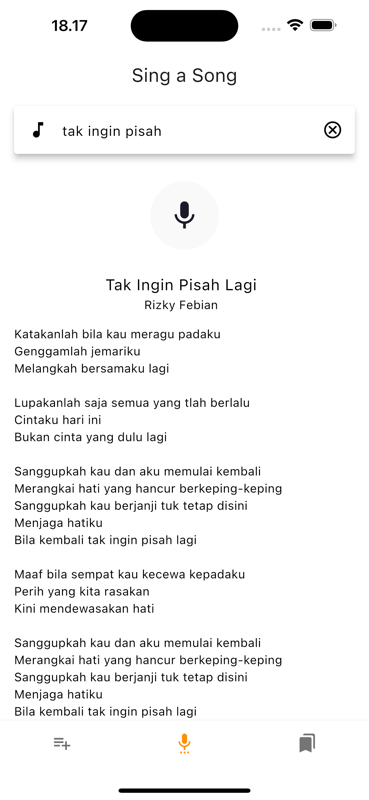 18.17
Sing a Song
tak ingin pisah
Tak Ingin Pisah Lagi
Rizky Febian
Katakanlah bila kau meragu padaku
Genggamlah jemariku
Melangkah bersamaku lagi
Lupakanlah saja semua yang tlah berlalu
Cintaku hari ini
Bukan cinta yang dulu lagi
Sanggupkah kau dan aku memulai kembali
Merangkai hati yang hancur berkeping-keping
Sanggupkah kau berjanji tuk tetap disini
Menjaga hatiku
Bila kembali tak ingin pisah lagi
Maaf bila sempat kau kecewa kepadaku
Perih yang kita rasakan
Kini mendewasakan hati
Sanggupkah kau dan aku memulai kembali
Merangkai hati yang hancur berkeping-keping
Sanggupkah kau berjanji tuk tetap disini
Menjaga hatiku
Bila kembali tak ingin pisah lagi